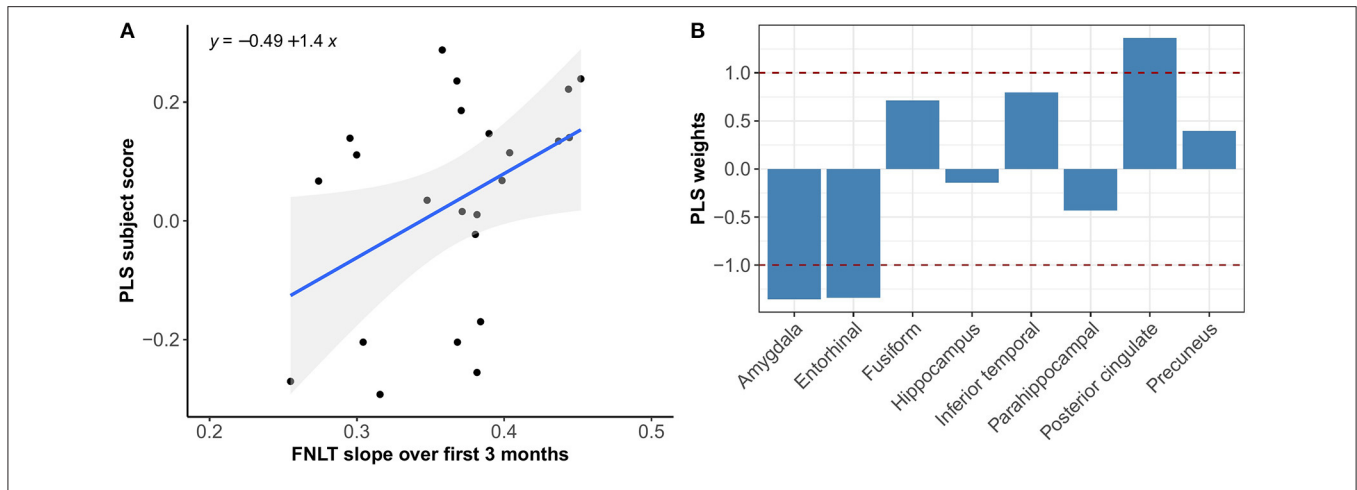 A
y = −0.49 +1.4 x
PLS subject score
0.2
0.0
−0.2
0.2
0.3
0.4
0.5
FNLT slope over first 3 months
B
PLS weights
1.0
0.5
0.0
−0.5
−1.0
Amygdala
Entorhinal
Fusiform
Hippocampus
Inferior temporal
Parahippocampal
Posterior cingulate
Precuneus